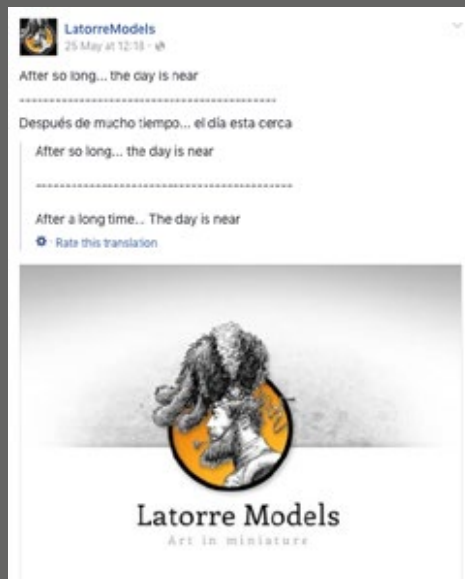 LatorreModels
25 May at 12:18 ·
After so long... the day is near
-------------------------------------------
Después de mucho tiempo... el día esta cerca
After so long... the day is near
-------------------------------------------
After a long time... The day is near
· Rate this translation
Latorre Models
Art in miniature